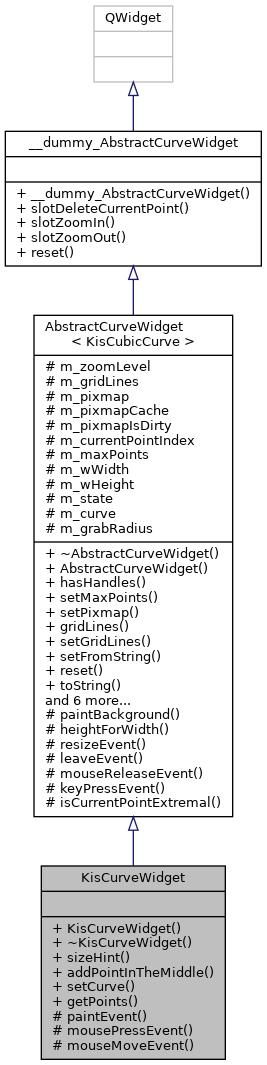 QWidget
__dummy_AbstractCurveWidget
+ __dummy_AbstractCurveWidget()
+ slotDeleteCurrentPoint()
+ slotZoomIn()
+ slotZoomOut()
+ reset()
AbstractCurveWidget
< KisCubicCurve >
# m_zoomLevel
# m_gridLines
# m_pixmap
# m_pixmapCache
# m_pixmapIsDirty
# m_currentPointIndex
# m_maxPoints
# m_wWidth
# m_wHeight
# m_state
# m_curve
# m_grabRadius
+ ~AbstractCurveWidget()
+ AbstractCurveWidget()
+ hasHandles()
+ setMaxPoints()
+ setPixmap()
+ gridLines()
+ setGridLines()
+ setFromString()
+ reset()
+ toString()
and 6 more...
# paintBackground()
# heightForWidth()
# resizeEvent()
# leaveEvent()
# mouseReleaseEvent()
# keyPressEvent()
# isCurrentPointExtremal()
KisCurveWidget
+ KisCurveWidget()
+ ~KisCurveWidget()
+ sizeHint()
+ addPointInTheMiddle()
+ setCurve()
+ getPoints()
# paintEvent()
# mousePressEvent()
# mouseMoveEvent()